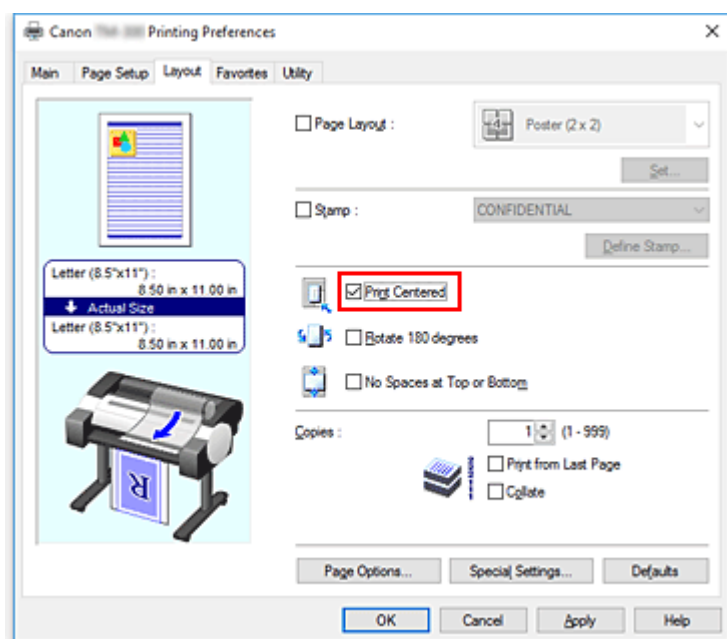 Canon Printing Preferences
Main Page Setup Layout Favorites Utility
Page Layout : Poster (2 x 2)
Set...
Stamp : CONFIDENTIAL
Define Stamp...
Letter (8.5"x11") :
8.50 in x 11.00 in
Actual Size
Letter (8.5"x11") :
8.50 in x 11.00 in
Print Centered
Rotate 180 degrees
No Spaces at Top or Bottom
Copies : 1 (1 - 999)
Print from Last Page
Collate
R
Page Options... Special Settings... Defaults
OK Cancel Apply Help